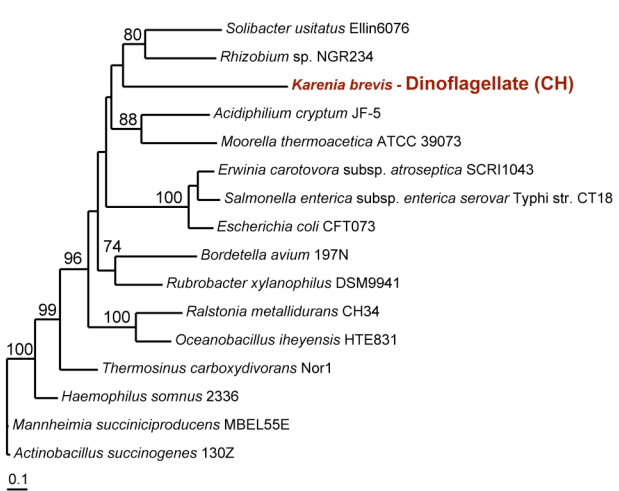 80
Solibacter usitatus Ellin6076
Rhizobium sp. NGR234
Karenia brevis - Dinoflagellate (CH)
88
Acidiphilium cryptum JF-5
Moorella thermoacetica ATCC 39073
Erwinia carotovora subsp. atroseptica SCRI1043
100
Salmonella enterica subsp. enterica serovar Typhi str. CT18
Escherichia coli CFT073
74
Bordetella avium 197N
96
Rubrobacter xylanophilus DSM9941
Ralstonia metallidurans CH34
99
100
Oceanobacillus iheyensis HTE831
100
Thermosinus carboxydivorans Nor1
Haemophilus somnus 2336
Mannheimia succiniciproducens MBEL55E
Actinobacillus succinogenes 130Z
0.1